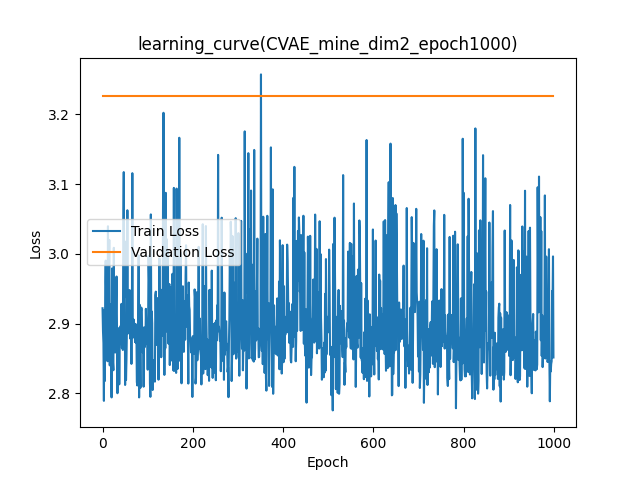 learning_curve(CVAE_mine_dim2_epoch1000)
Loss
3.2
3.1
3.0
2.9
2.8
Train Loss
Validation Loss
0
200
400
600
800
1000
Epoch